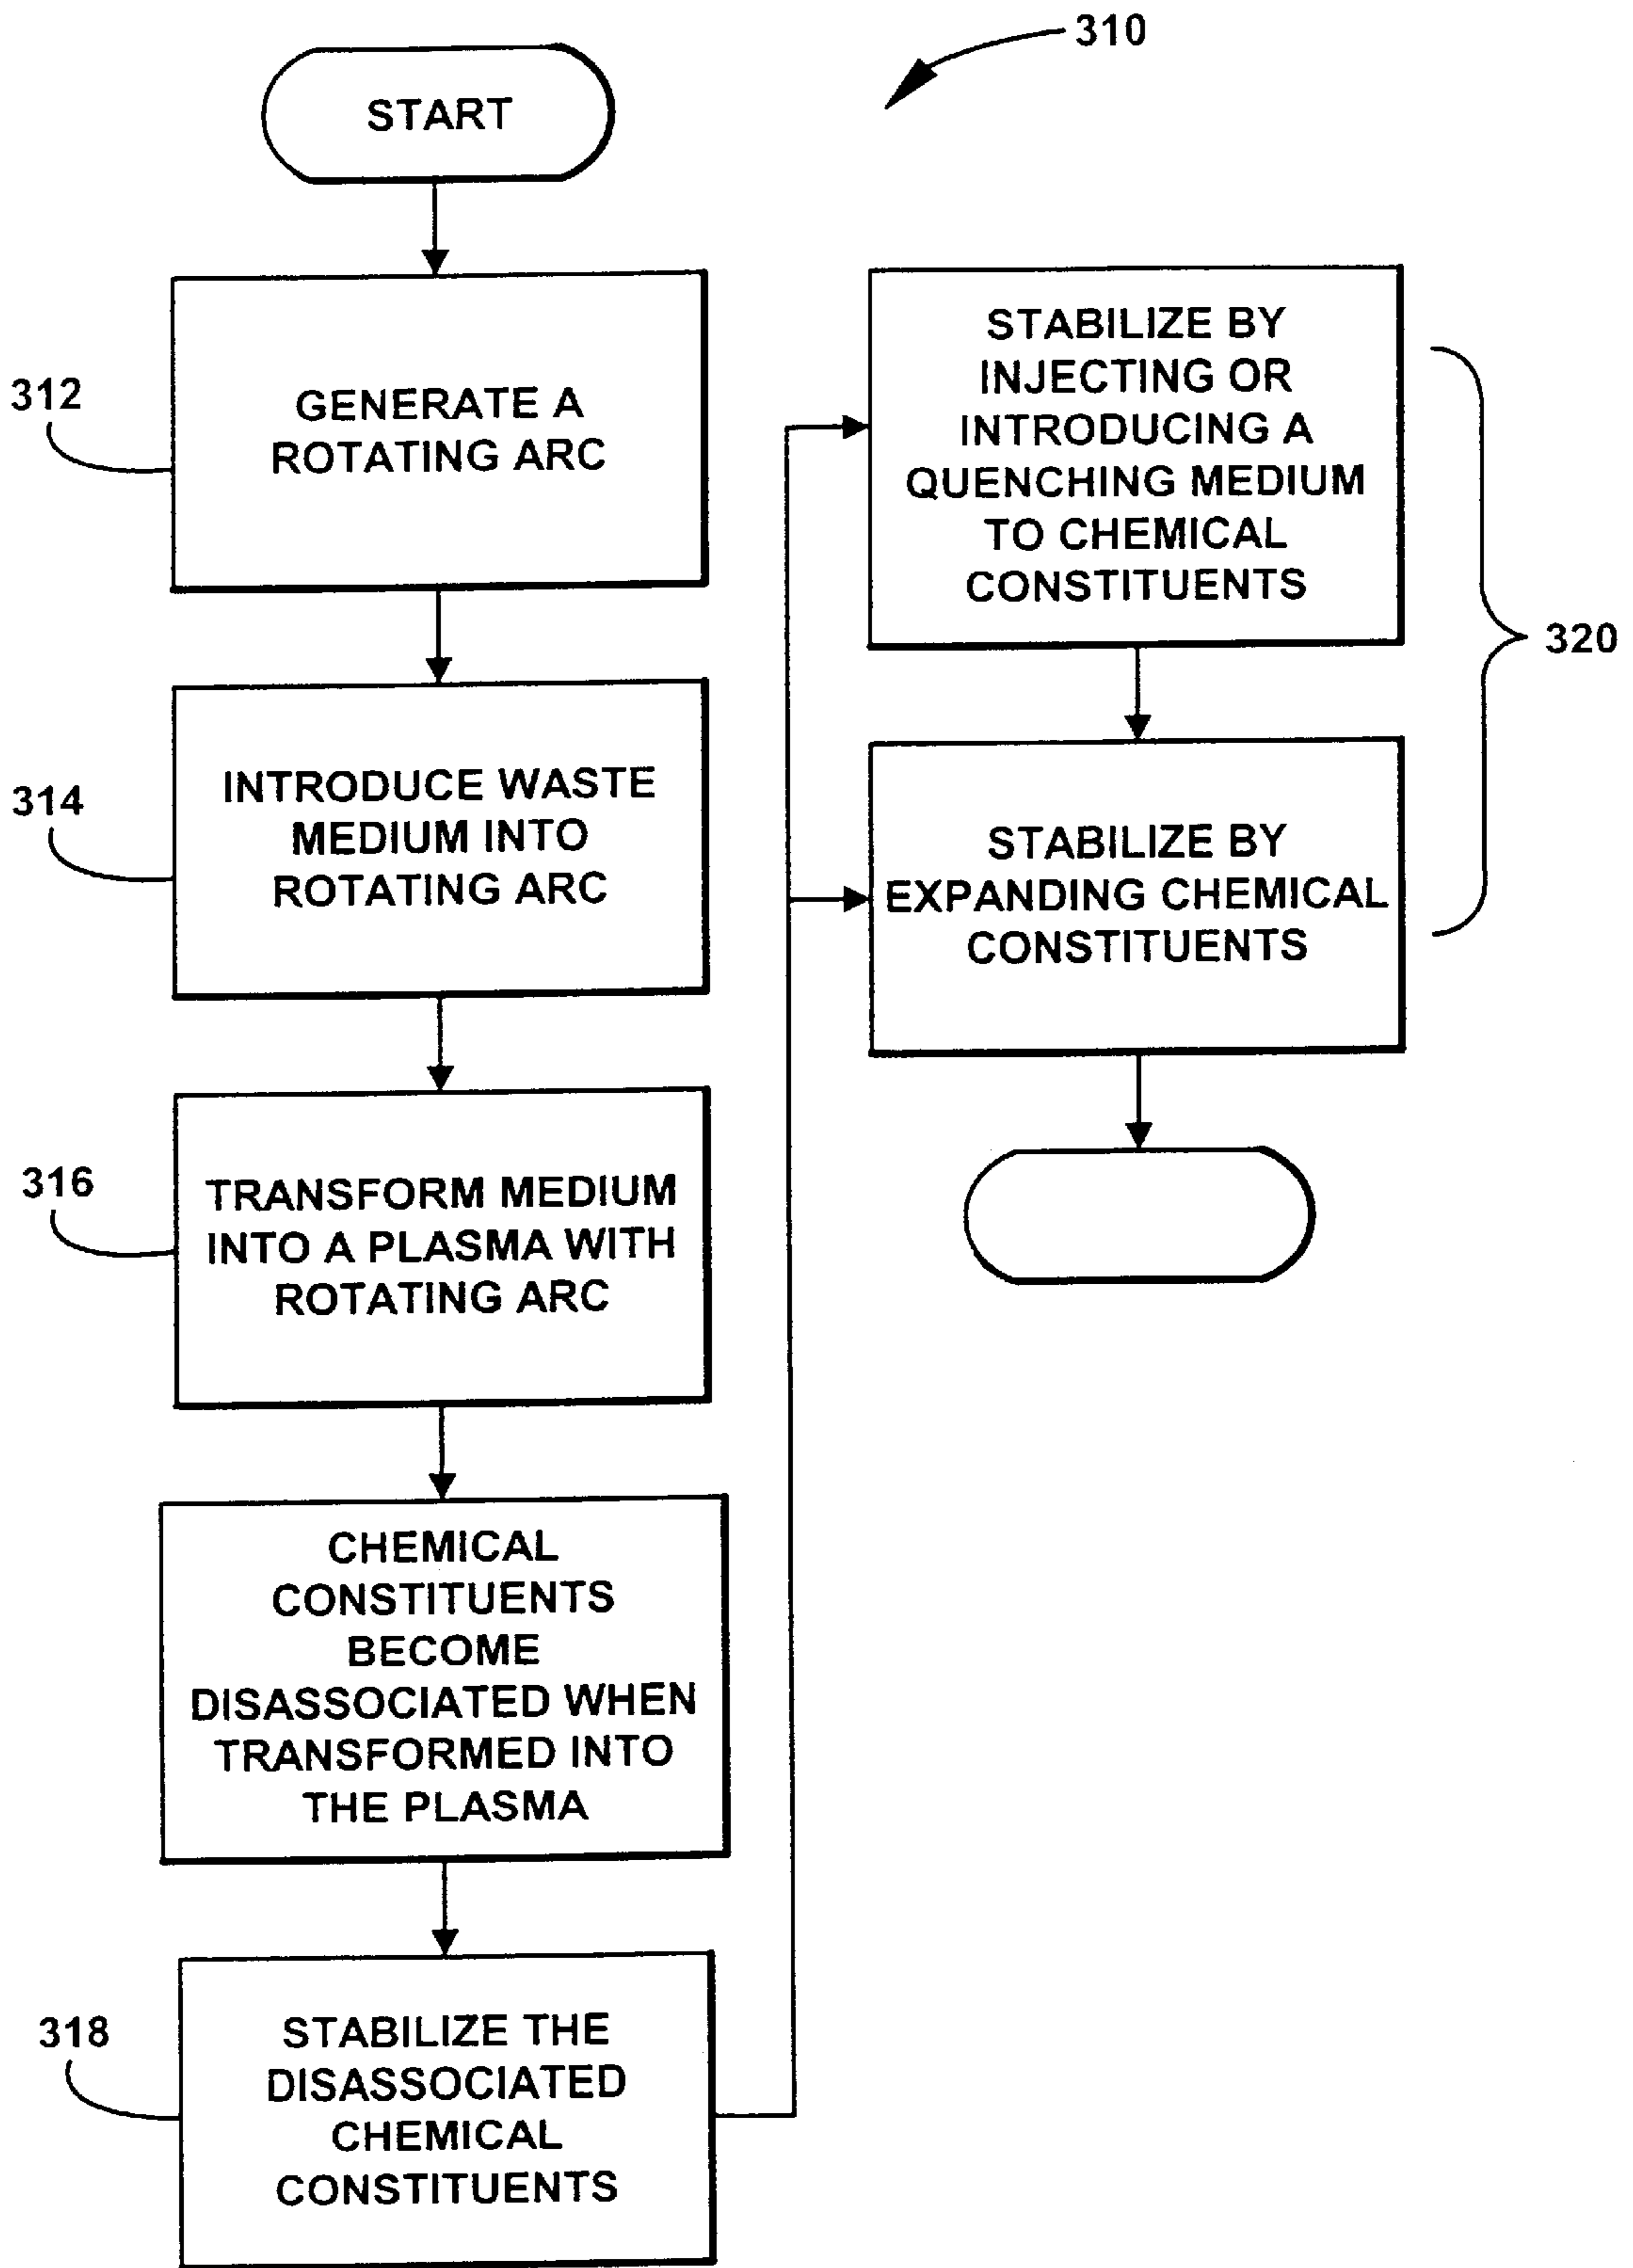 310
START
312
GENERATE A
ROTATING ARC
314
INTRODUCE WASTE
MEDIUM INTO
ROTATING ARC
316
TRANSFORM MEDIUM
INTO A PLASMA WITH
ROTATING ARC
CHEMICAL
CONSTITUENTS
BECOME
DISASSOCIATED WHEN
TRANSFORMED INTO
THE PLASMA
318
STABILIZE THE
DISASSOCIATED
CHEMICAL
CONSTITUENTS
STABILIZE BY
INJECTING OR
INTRODUCING A
QUENCHING MEDIUM
TO CHEMICAL
CONSTITUENTS
320
STABILIZE BY
EXPANDING CHEMICAL
CONSTITUENTS